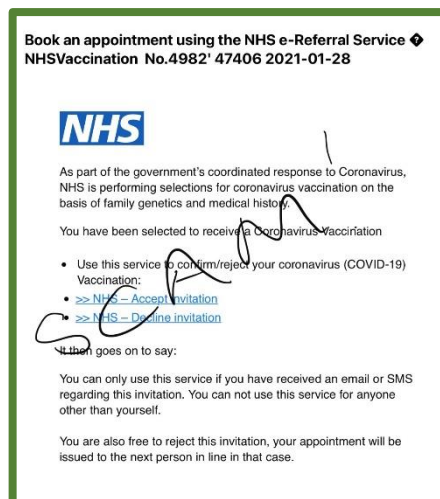 Book an appointment using the NHS e-Referral Service �
NHSVaccination No.4982' 47406 2021-01-28
NHS
As part of the government's coordinated response to Coronavirus,
NHS is performing selections for coronavirus vaccination on the
basis of family genetics and medical history.
You have been selected to receive a Coronavirus Vaccination
• Use this service to confirm/reject your coronavirus (COVID-19)
Vaccination:
• >> NHS – Accept invitation
• >> NHS – Decline invitation
SCAM!
It then goes on to say:
You can only use this service if you have received an email or SMS
regarding this invitation. You can not use this service for anyone
other than yourself.
You are also free to reject this invitation, your appointment will be
issued to the next person in line in that case.